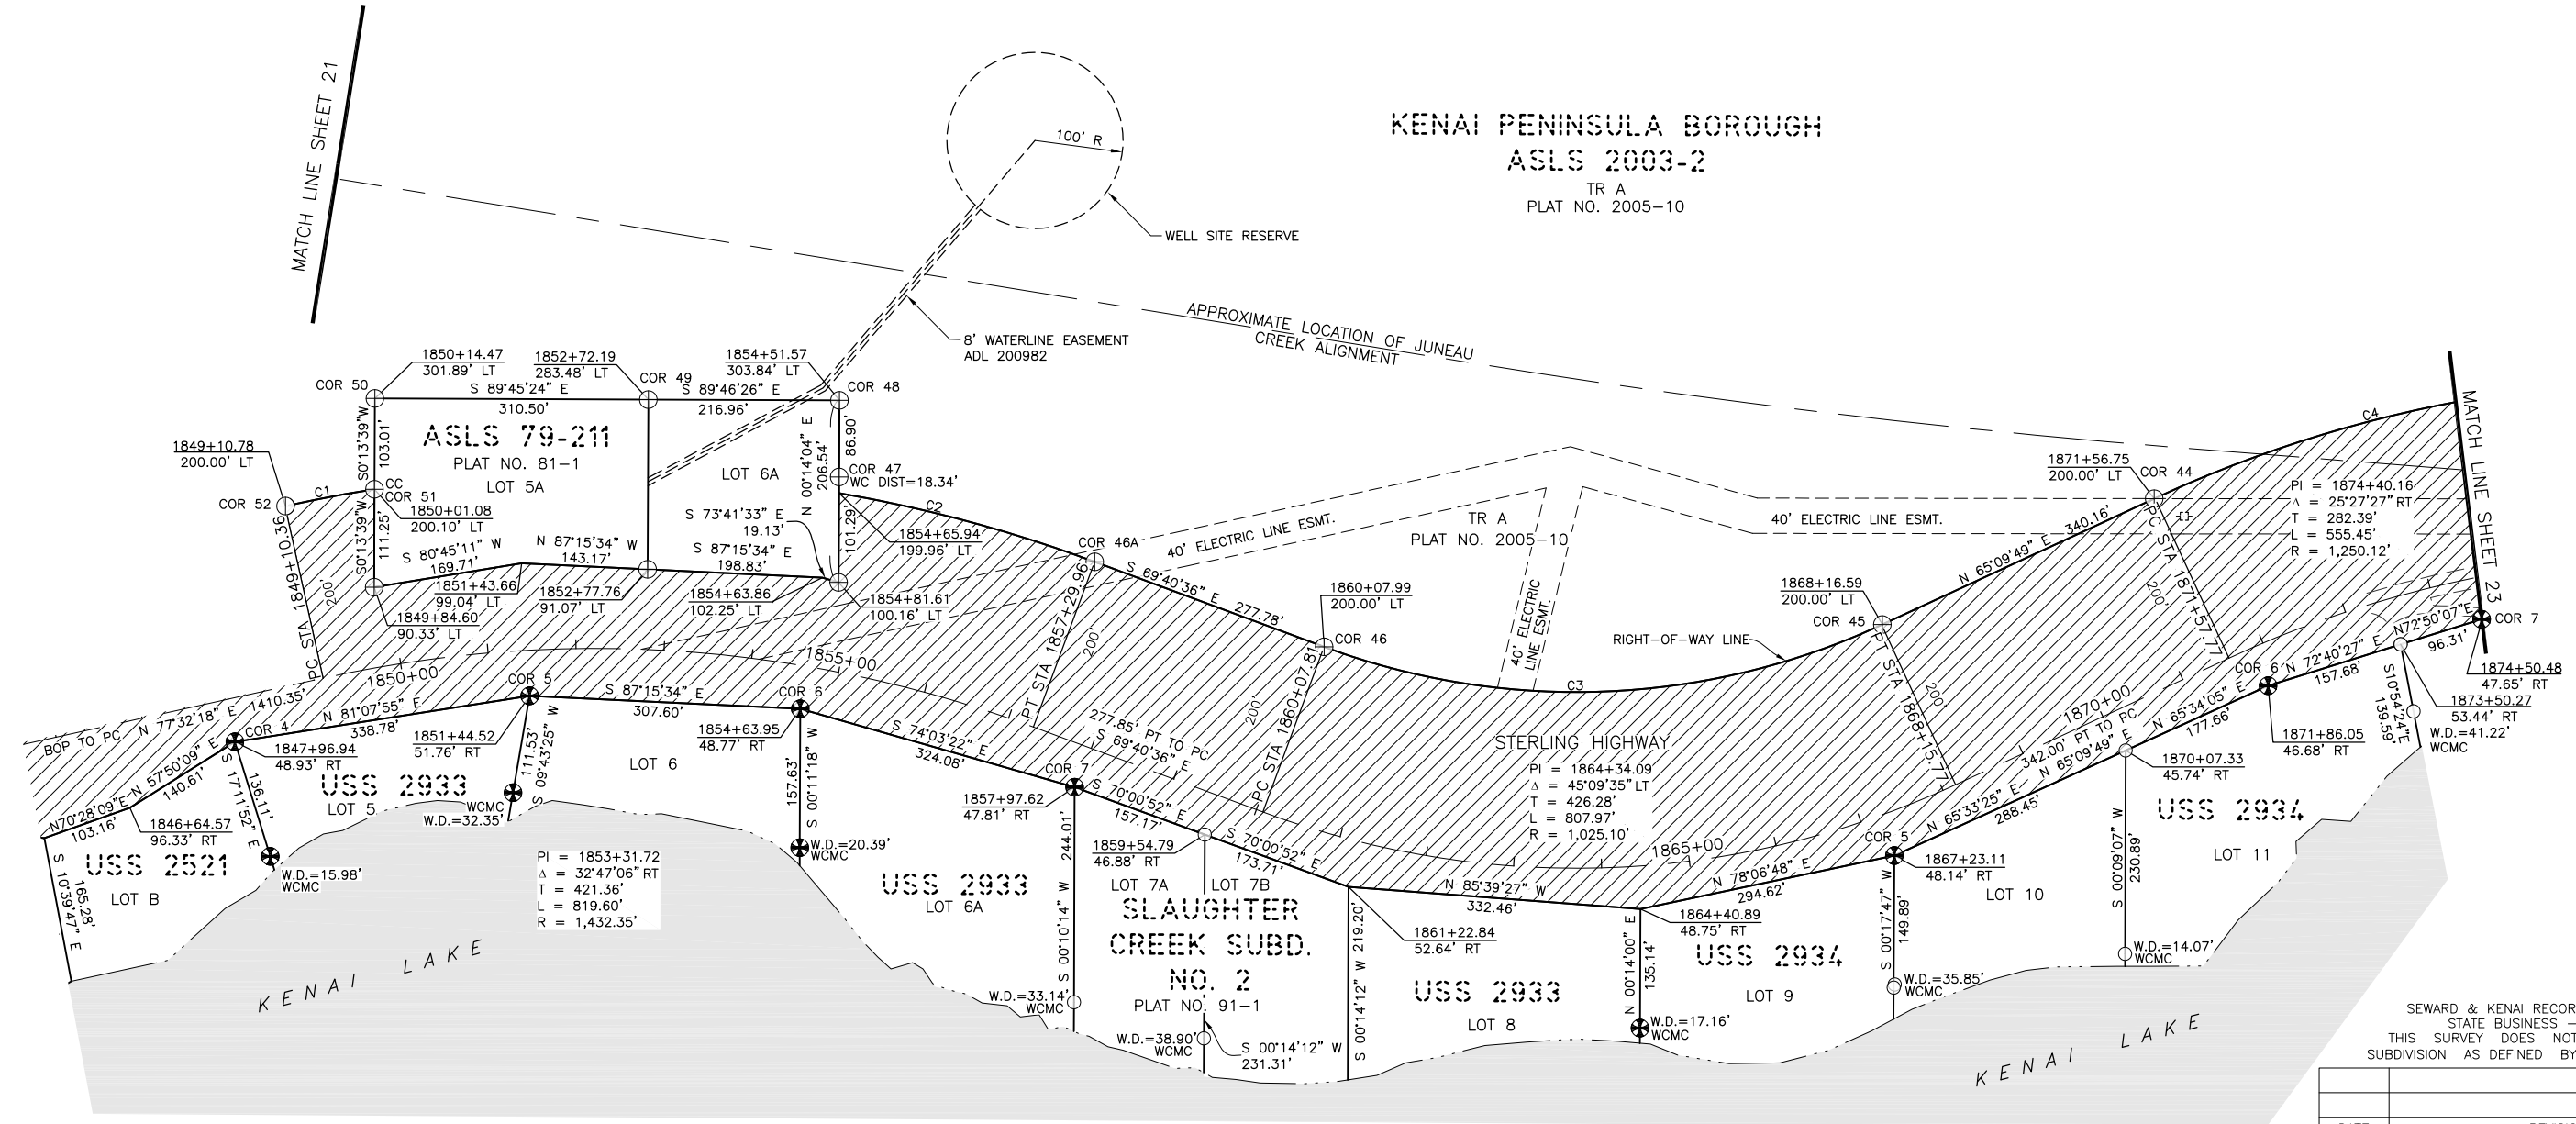 MATCH LINE SHEET 21
KENAI PENINSULA BOROUGH
ASLS 2003-2
TR A
PLAT NO. 2005-10
100' R
WELL SITE RESERVE
8' WATERLINE EASEMENT
ADL 200982
APPROXIMATE LOCATION OF JUNEAU
CREEK ALIGNMENT
1850+14.47
301.89' LT
1852+72.19
283.48' LT
1854+51.57
303.84' LT
COR 50
S 89°45'24" E
310.50'
COR 49
S 89°46'26" E
216.96'
COR 48
1849+10.78
200.00' LT
COR 52
C1
S0°13'39"W
103.01'
CC
COR 51
1850+01.08
200.10' LT
ASLS 79-211
PLAT NO. 81-1
LOT 5A
LOT 6A
N 00°14'04" E
206.54'
86.90'
COR 47
WC DIST=18.34'
101.29'
C2
1854+65.94
199.96' LT
S 73°41'33" E
19.13'
S0°13'39"W
111.25'
S 80°45'11" W
169.71'
N 87°15'34" W
143.17'
S 87°15'34" E
198.83'
1851+43.66
99.04' LT
1852+77.76
91.07' LT
1854+63.86
102.25' LT
1854+81.61
100.16' LT
1849+84.60
90.33' LT
PC STA 1849+10.36
200'
COR 46A
40' ELECTRIC LINE ESMT.
TR A
PLAT NO. 2005-10
40' ELECTRIC
LINE ESMT.
40' ELECTRIC LINE ESMT.
S 69°40'36" E
277.78'
1860+07.99
200.00' LT
COR 46
C3
RIGHT-OF-WAY LINE
1868+16.59
200.00' LT
COR 45
N 65°09'49" E
340.16'
1871+56.75
200.00' LT
COR 44
C4
MATCH LINE SHEET 23
PI = 1874+40.16
Δ = 25°27'27" RT
T = 282.39'
L = 555.45'
R = 1,250.12'
PC STA 1871+57.77
200'
PT STA 1868+15.77
200'
PT STA 1857+29.96
200'
PC STA 1860+07.81
200'
BOP TO PC N 77°32'18" E 1410.35'
1850+00
1855+00
277.85' PT TO PC
S 69°40'36" E
STERLING HIGHWAY
PI = 1864+34.09
Δ = 45°09'35" LT
T = 426.28'
L = 807.97'
R = 1,025.10'
1865+00
1870+00
342.00' PT TO PC
N 65°09'49" E
N70°28'09"E
103.16'
N 57°50'09" E
140.61'
COR 4
N 81°07'55" E
338.78'
COR 5
S 87°15'34" E
307.60'
COR 6
S 74°03'22" E
324.08'
COR 7
S 70°00'52" E
157.17'
S 70°00'52" E
173.71'
N 85°39'27" W
332.46'
N 78°06'48" E
294.62'
COR 5
N 65°33'25" E
288.45'
N 65°34'05" E
177.66'
COR 6
N 72°40'27" E
157.68'
N72°50'07"E
96.31'
COR 7
1874+50.48
47.65' RT
1873+50.27
53.44' RT
1871+86.05
46.68' RT
1870+07.33
45.74' RT
1867+23.11
48.14' RT
1864+40.89
48.75' RT
1861+22.84
52.64' RT
1859+54.79
46.88' RT
1857+97.62
47.81' RT
1854+63.95
48.77' RT
1851+44.52
51.76' RT
1847+96.94
48.93' RT
1846+64.57
96.33' RT
S 10°39'47" E
165.28'
USS 2521
LOT B
S 17°11'52" E
136.11'
W.D.=15.98'
WCMC
USS 2933
LOT 5
111.53'
S 09°43'25" W
WCMC
W.D.=32.35'
LOT 6
PI = 1853+31.72
Δ = 32°47'06" RT
T = 421.36'
L = 819.60'
R = 1,432.35'
157.63'
S 00°11'18" W
W.D.=20.39'
WCMC
USS 2933
LOT 6A
244.01'
S 00°10'14" W
W.D.=33.14'
WCMC
LOT 7A
LOT 7B
SLAUGHTER
CREEK SUBD.
NO. 2
PLAT NO. 91-1
W.D.=38.90'
WCMC
S 00°14'12" W
231.31'
S 00°14'12" W 219.20'
USS 2933
LOT 8
N 00°14'00" E
135.14'
W.D.=17.16'
WCMC
USS 2934
LOT 9
S 00°17'47" W
149.89'
W.D.=35.85'
WCMC
LOT 10
S 00°09'07" W
230.89'
W.D.=14.07'
WCMC
USS 2934
LOT 11
S10°54'24"E
139.59'
W.D.=41.22'
WCMC
KENAI LAKE
KENAI LAKE
SEWARD & KENAI RECOR
STATE BUSINESS –
THIS SURVEY DOES NOT
SUBDIVISION AS DEFINED BY